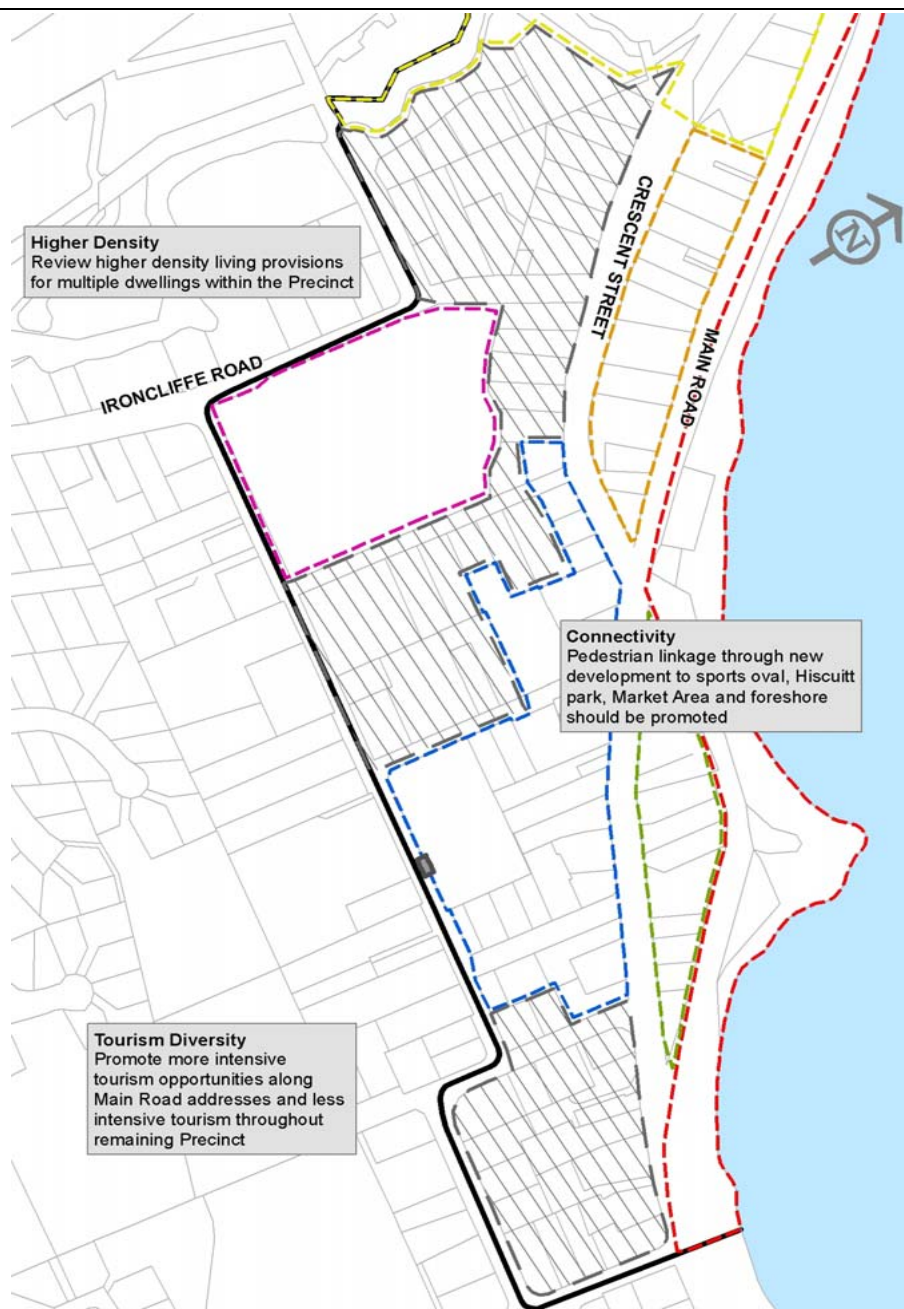 CRESCENT STREET
N
Higher Density
Review higher density living provisions
for multiple dwellings within the Precinct
MAIN ROAD
IRONCLIFFE ROAD
Connectivity
Pedestrian linkage through new
development to sports oval, Hiscuitt
park, Market Area and foreshore
should be promoted
Tourism Diversity
Promote more intensive
tourism opportunities along
Main Road addresses and less
intensive tourism throughout
remaining Precinct